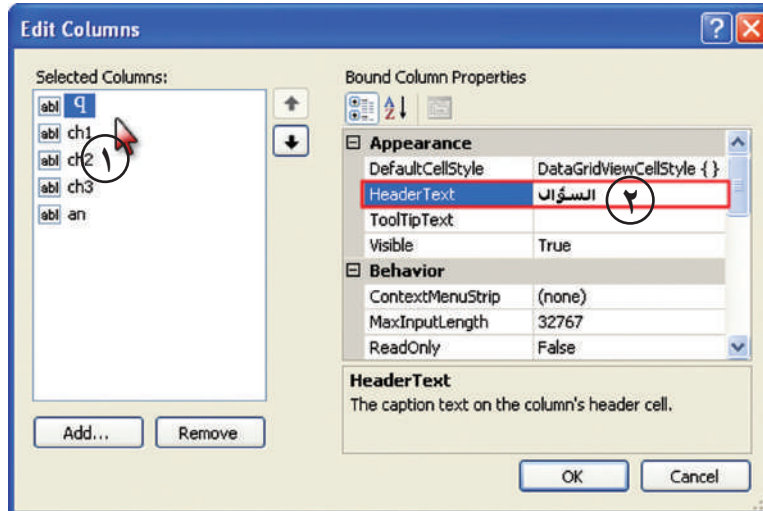 Edit Columns
Selected Columns:
q
ch1
ch2
ch3
an
١
Add...
Remove
Bound Column Properties
Appearance
DefaultCellStyle DataGridViewCellStyle { }
HeaderText السؤال
٢
ToolTipText
Visible True
Behavior
ContextMenuStrip (none)
MaxInputLength 32767
ReadOnly False
HeaderText
The caption text on the column's header cell.
OK
Cancel